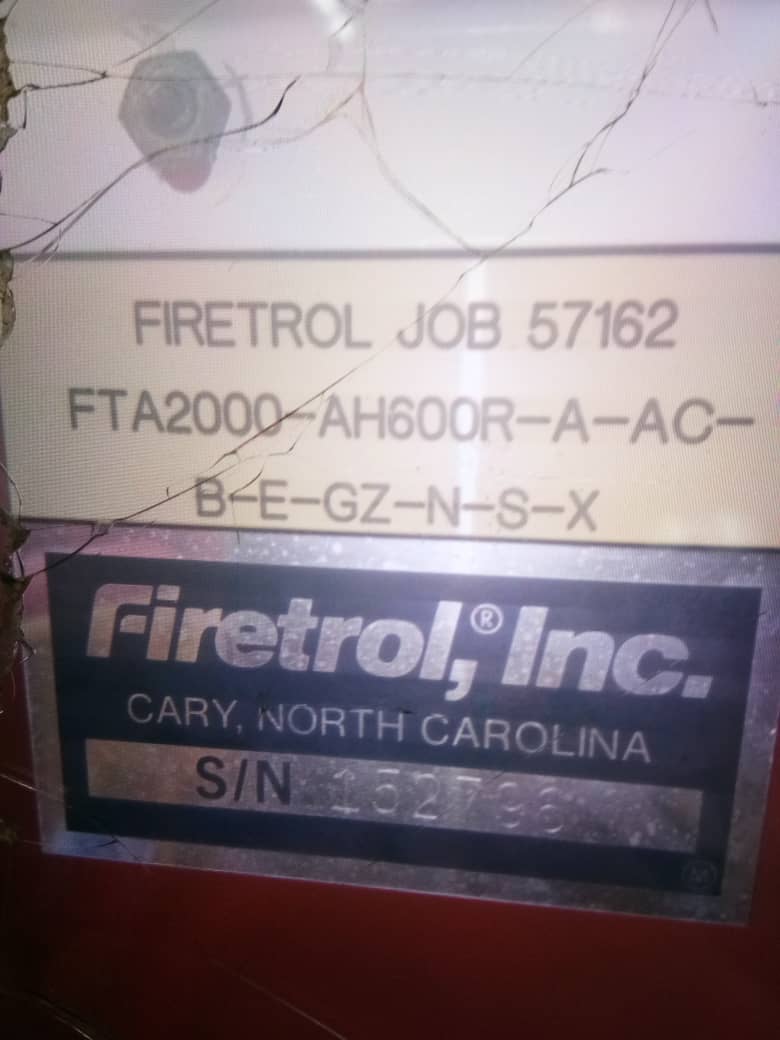 FIRETROL JOB 57162
FTA2000-AH600R-A-AC-
B-E-GZ-N-S-X
Firetrol,® Inc.
CARY, NORTH CAROLINA
S/N